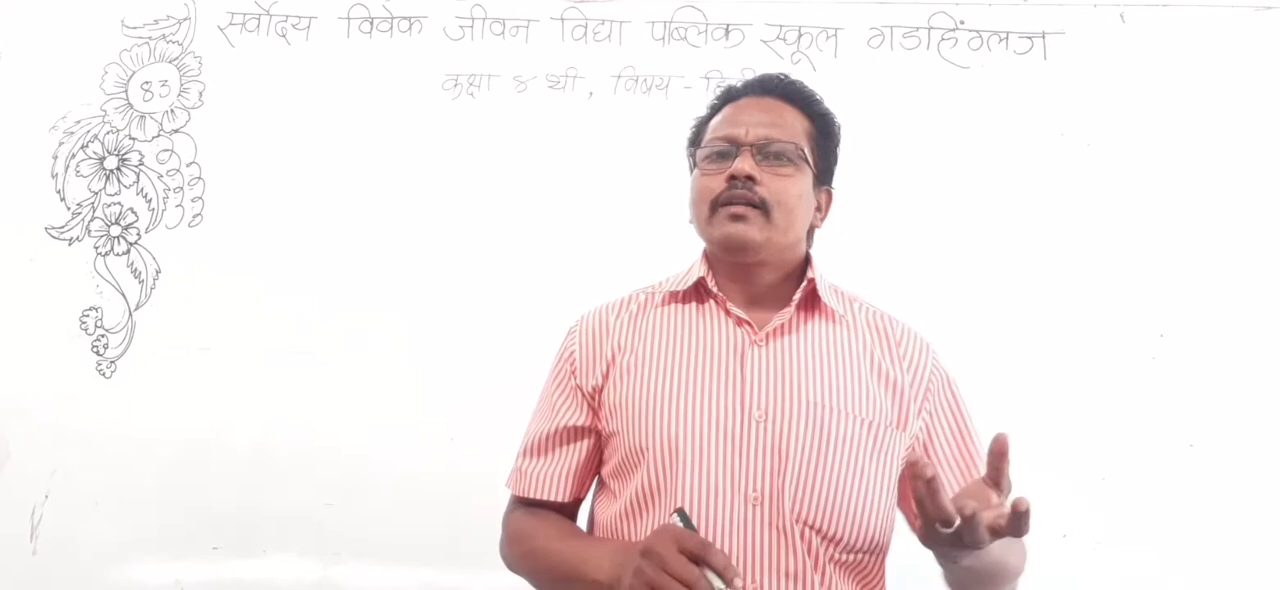 सर्वोदय विवेक जीवन विद्या पब्लिक स्कूल गडहिंग्लज
कक्षा ४ थी, विषय -
83